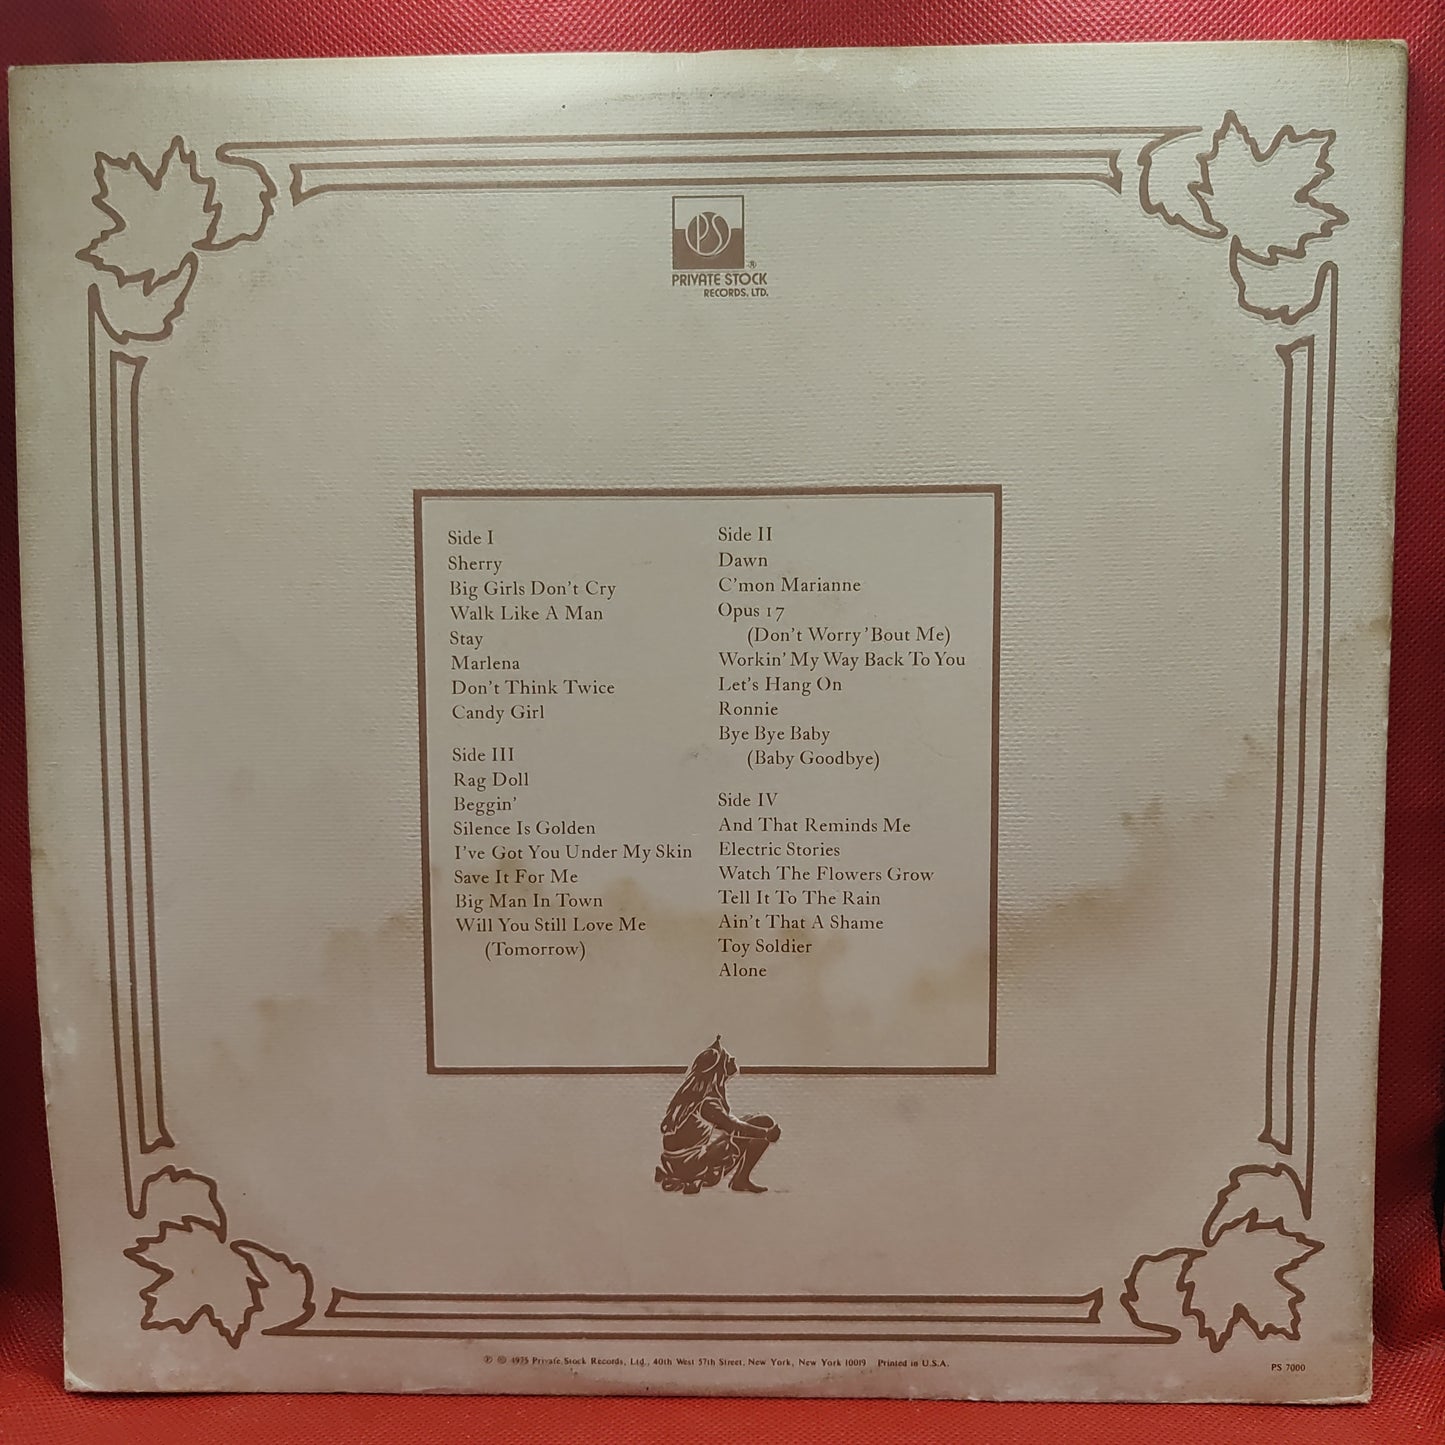 PS
®
PRIVATE STOCK
RECORDS, LTD.
Side I
Sherry
Big Girls Don't Cry
Walk Like A Man
Stay
Marlena
Don't Think Twice
Candy Girl
Side II
Dawn
C'mon Marianne
Opus 17
(Don't Worry 'Bout Me)
Workin' My Way Back To You
Let's Hang On
Ronnie
Bye Bye Baby
(Baby Goodbye)
Side III
Rag Doll
Beggin'
Silence Is Golden
I've Got You Under My Skin
Save It For Me
Big Man In Town
Will You Still Love Me
(Tomorrow)
Side IV
And That Reminds Me
Electric Stories
Watch The Flowers Grow
Tell It To The Rain
Ain't That A Shame
Toy Soldier
Alone
℗ © 1975 Private Stock Records, Ltd., 40th West 57th Street, New York, New York 10019 Printed in U.S.A.
PS 7000